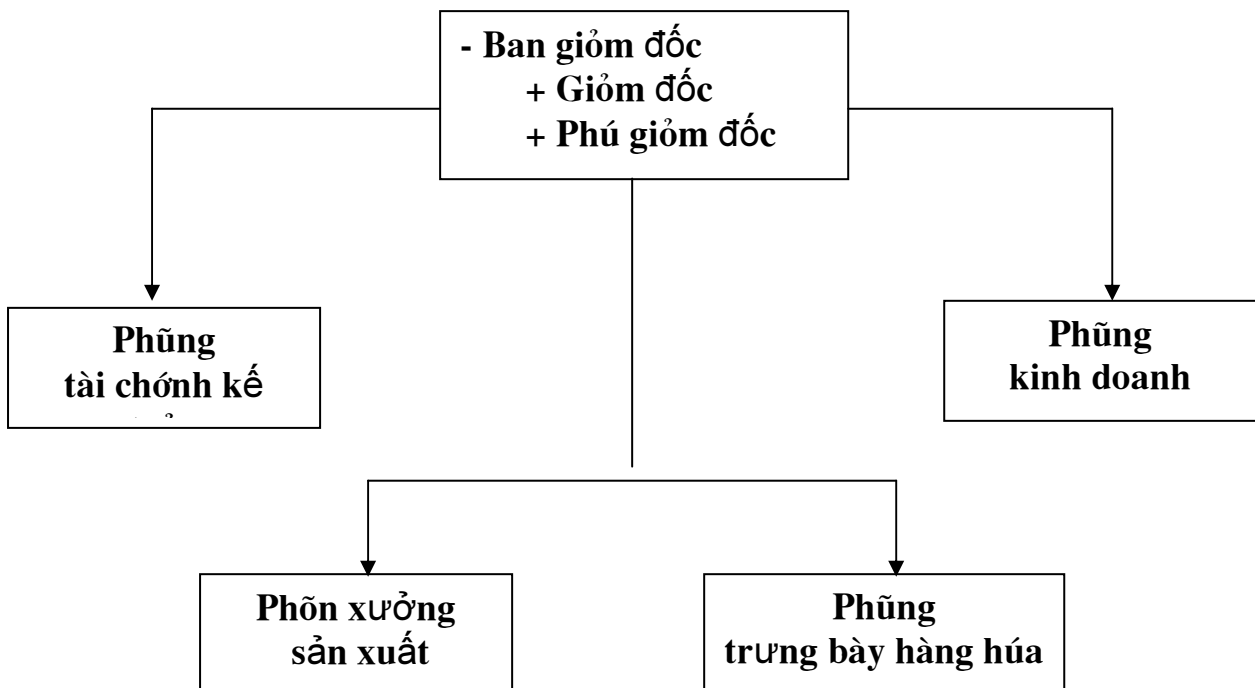 - Ban giỏm đốc
+ Giỏm đốc
+ Phú giỏm đốc
Phũng
tài chớnh kế
Phũng
kinh doanh
Phõn xưởng
sản xuất
Phũng
trưng bày hàng húa